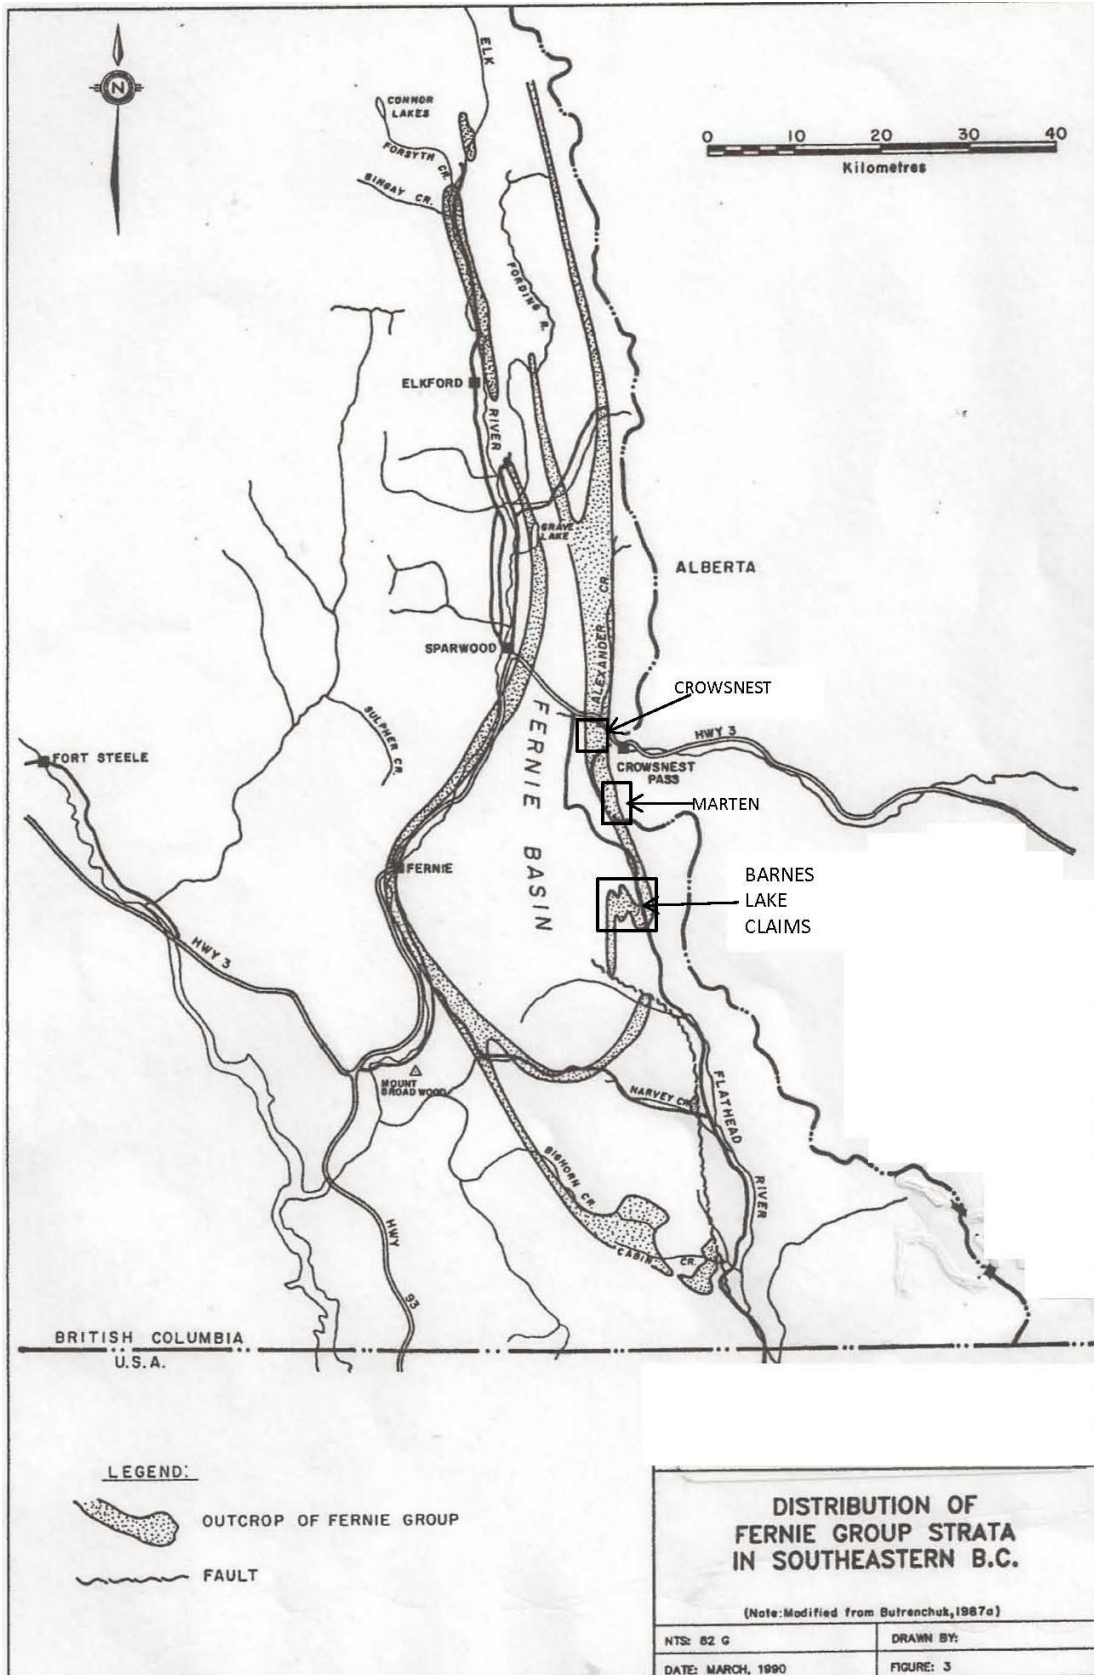 N
ELK
CONNOR
LAKES
FORSYTH CR.
BINGAY CR.
0 10 20 30 40
Kilometres
FORDING R.
ELKFORD
RIVER
GRAVE
LAKE
ALBERTA
ALEXANDER CR.
SPARWOOD
CROWSNEST
SULPHER CR.
FERNIE BASIN
HWY 3
FORT STEELE
CROWSNEST
PASS
MARTEN
FERNIE
BARNES
LAKE
CLAIMS
HWY 3
MOUNT
BROADWOOD
HARVEY CR.
FLATHEAD
RIVER
BIGHORN CR.
CABIN CR.
HWY 93
BRITISH COLUMBIA
U.S.A.
LEGEND:
OUTCROP OF FERNIE GROUP
FAULT
DISTRIBUTION OF
FERNIE GROUP STRATA
IN SOUTHEASTERN B.C.
(Note:Modified from Butrenchuk,1987a)
NTS: 82 G
DRAWN BY:
DATE: MARCH, 1990
FIGURE: 3